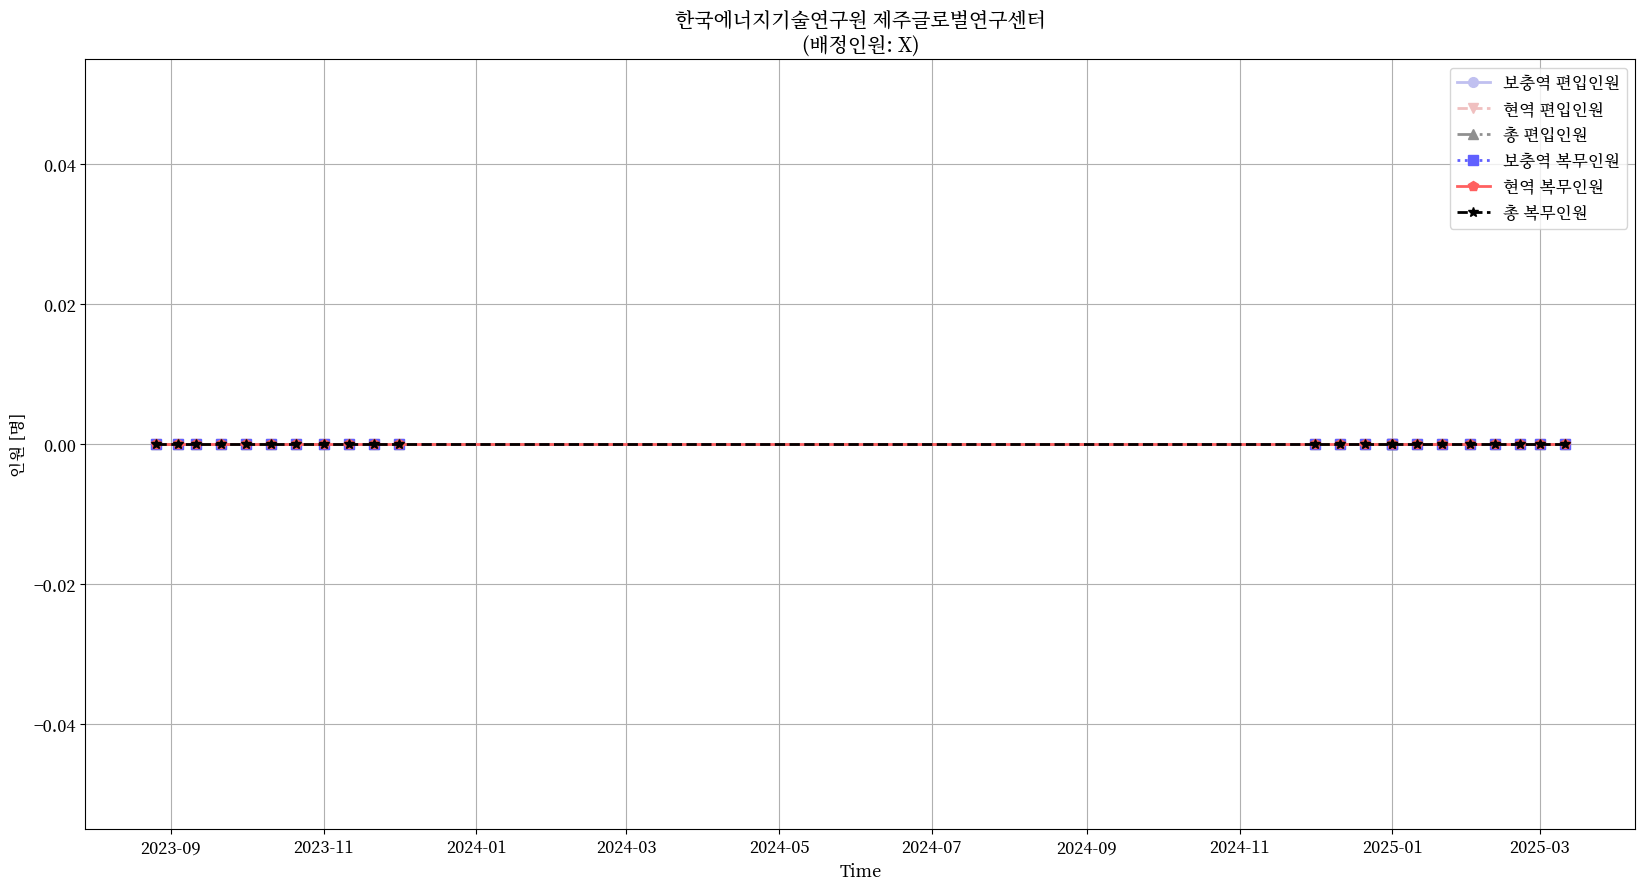 한국에너지기술연구원 제주글로벌연구센터
(배정인원: X)
보충역 편입인원
현역 편입인원
총 편입인원
보충역 복무인원
현역 복무인원
총 복무인원
인원 [명]
0.04
0.02
0.00
−0.02
−0.04
2023-09 2023-11 2024-01 2024-03 2024-05 2024-07 2024-09 2024-11 2025-01 2025-03
Time